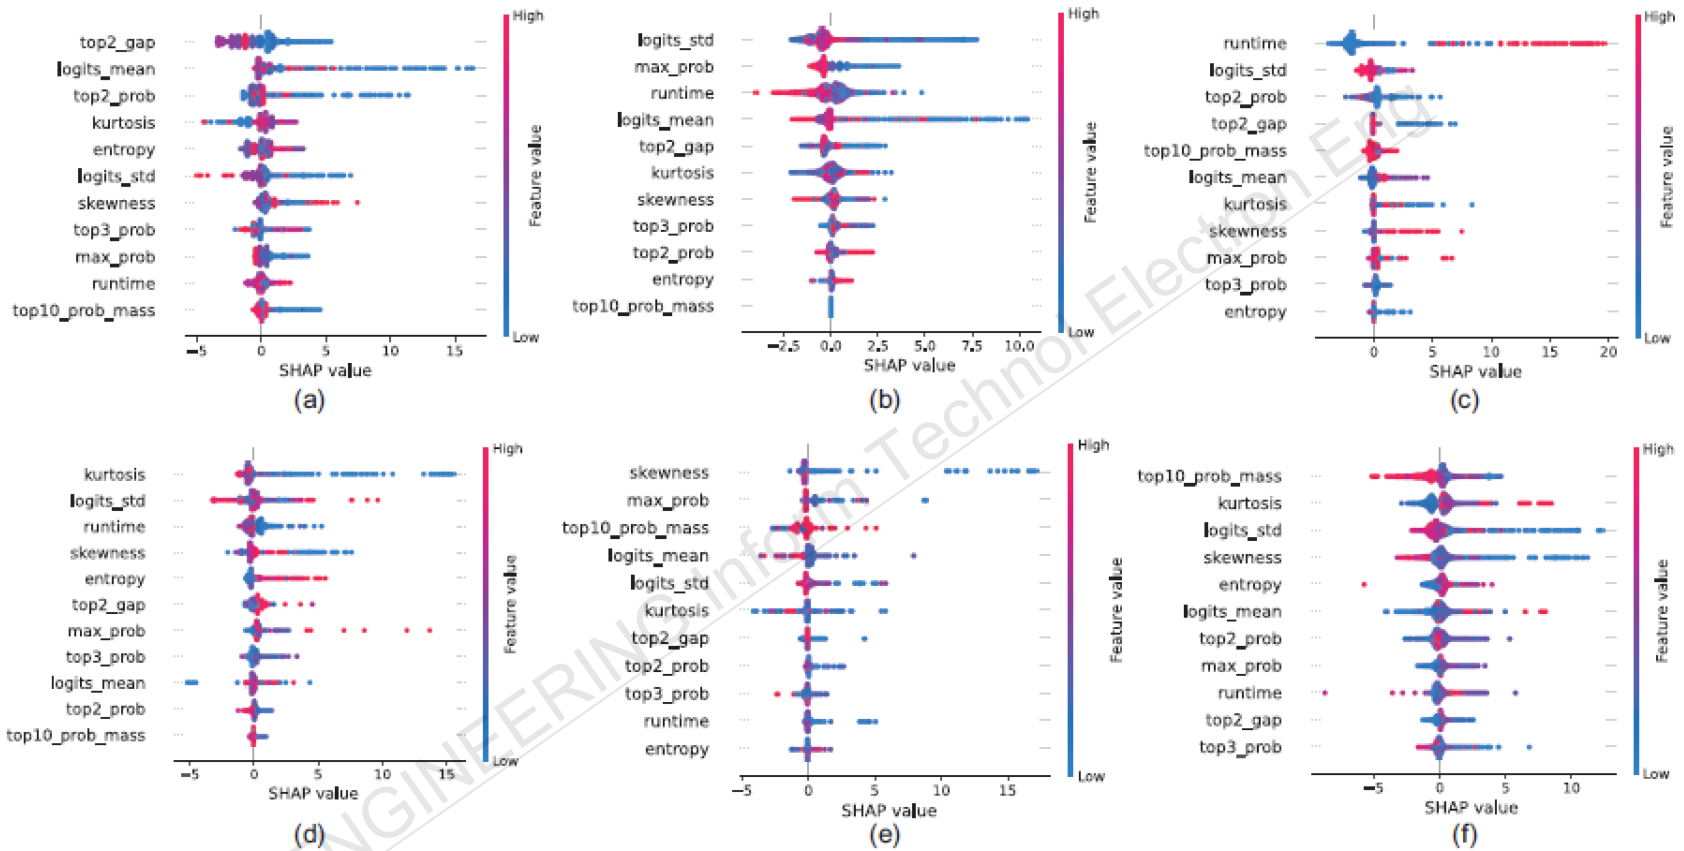 High
top2_gap
logits_mean
top2_prob
kurtosis
entropy
logits_std
skewness
top3_prob
max_prob
runtime
top10_prob_mass
Feature value
Low
−5 0 5 10 15
SHAP value
(a)
High
logits_std
max_prob
runtime
logits_mean
top2_gap
kurtosis
skewness
top3_prob
top2_prob
entropy
top10_prob_mass
Feature value
Low
−2.5 0.0 2.5 5.0 7.5 10.0
SHAP value
(b)
High
runtime
logits_std
top2_prob
top2_gap
top10_prob_mass
logits_mean
kurtosis
skewness
max_prob
top3_prob
entropy
Feature value
Low
0 5 10 15 20
SHAP value
(c)
High
kurtosis
logits_std
runtime
skewness
entropy
top2_gap
max_prob
top3_prob
logits_mean
top2_prob
top10_prob_mass
Feature value
Low
−5 0 5 10 15
SHAP value
(d)
High
skewness
max_prob
top10_prob_mass
logits_mean
logits_std
kurtosis
top2_gap
top2_prob
top3_prob
runtime
entropy
Feature value
Low
−5 0 5 10 15
SHAP value
(e)
High
top10_prob_mass
kurtosis
logits_std
skewness
entropy
logits_mean
top2_prob
max_prob
runtime
top2_gap
top3_prob
Feature value
Low
−5 0 5 10
SHAP value
(f)
NGINEERING Inform Technol Electron Eng